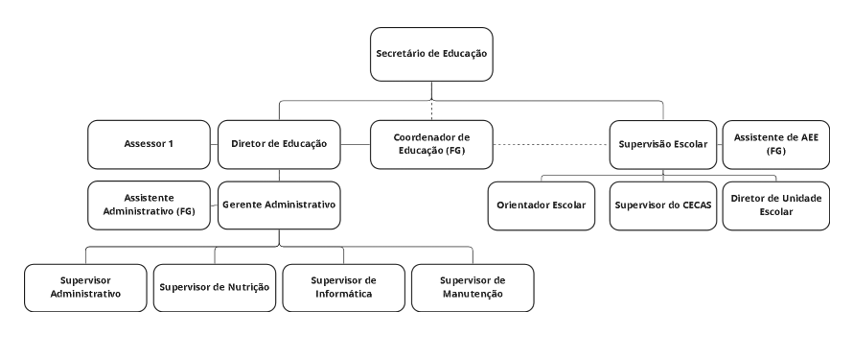 Secretário de Educação
Assessor 1
Diretor de Educação
Coordenador de
Educação (FG)
Supervisão Escolar
Assistente de AEE
(FG)
Assistente
Administrativo (FG)
Gerente Administrativo
Orientador Escolar
Supervisor do CECAS
Diretor de Unidade
Escolar
Supervisor
Administrativo
Supervisor de Nutrição
Supervisor de
Informática
Supervisor de
Manutenção